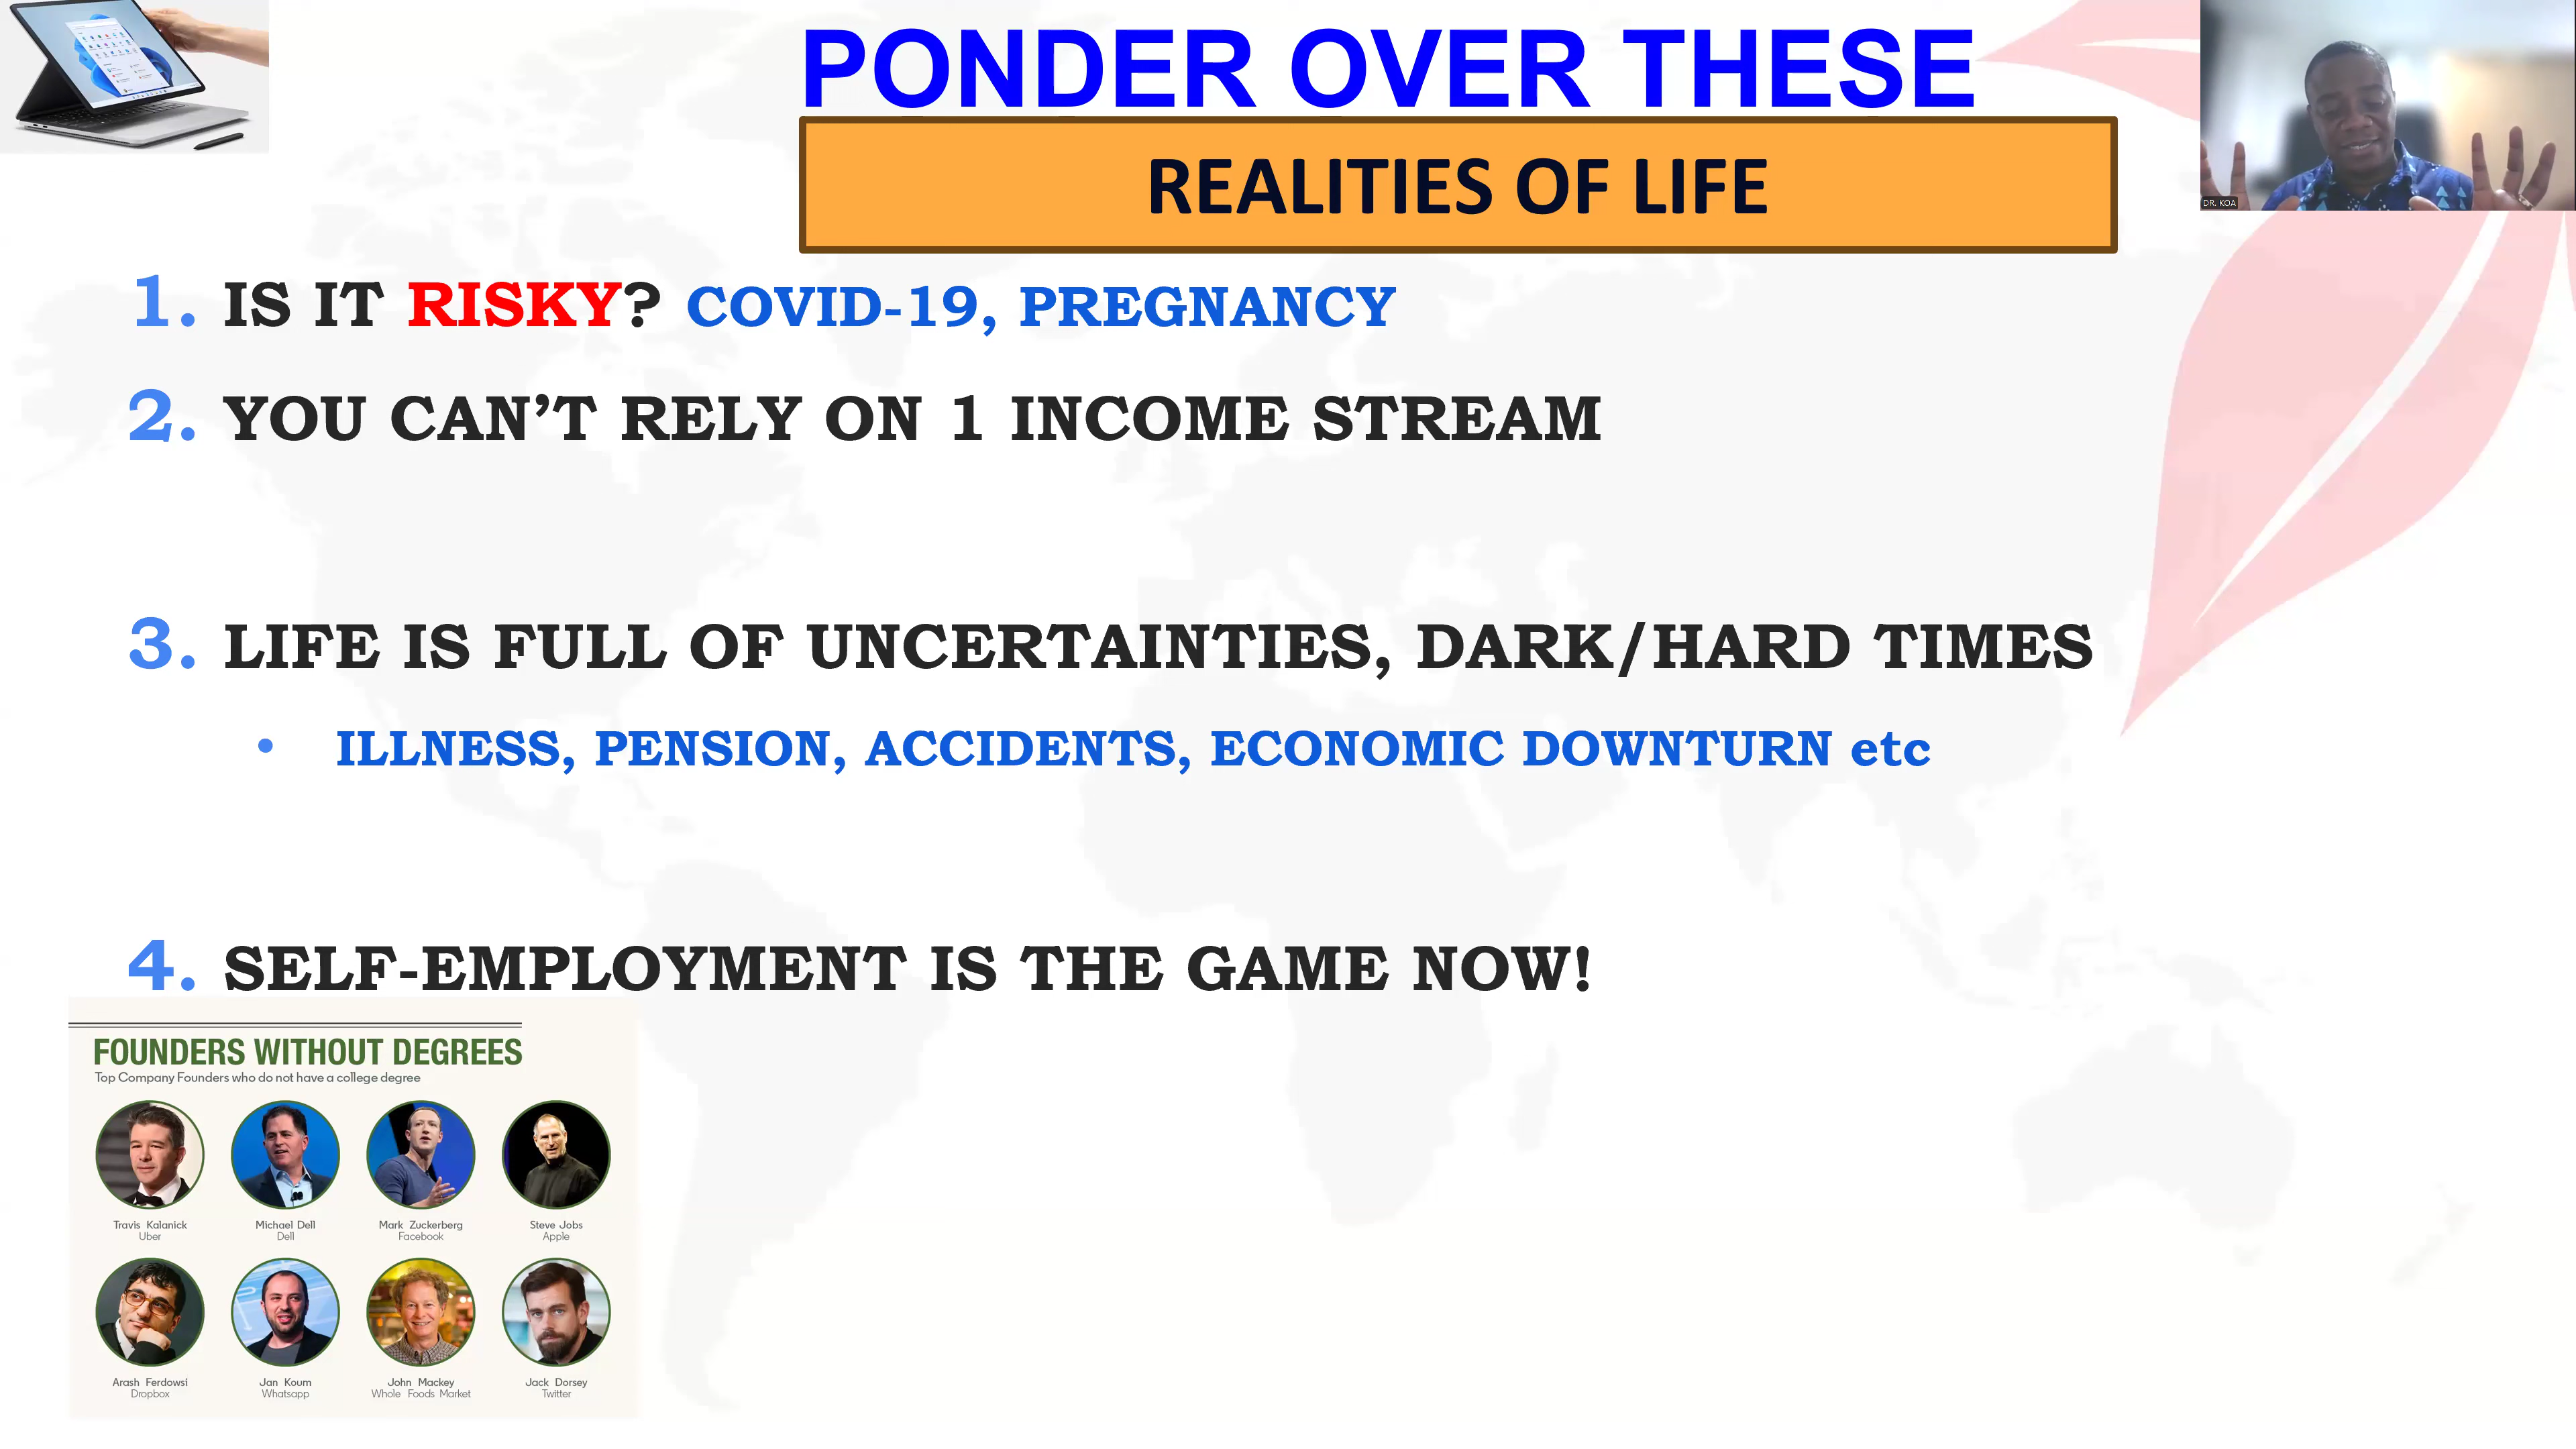 PONDER OVER THESE
REALITIES OF LIFE
DR. KOA
1. IS IT RISKY? COVID-19, PREGNANCY
2. YOU CAN'T RELY ON 1 INCOME STREAM
3. LIFE IS FULL OF UNCERTAINTIES, DARK/HARD TIMES
• ILLNESS, PENSION, ACCIDENTS, ECONOMIC DOWNTURN etc
4. SELF-EMPLOYMENT IS THE GAME NOW!
FOUNDERS WITHOUT DEGREES
Top Company Founders who do not have a college degree
Travis Kalanick
Uber
Michael Dell
Dell
Mark Zuckerberg
Facebook
Steve Jobs
Apple
Arash Ferdowsi
Dropbox
Jan Koum
Whatsapp
John Mackey
Whole Foods Market
Jack Dorsey
Twitter